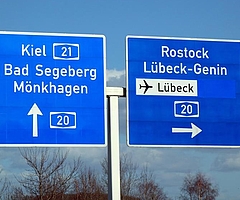 Kiel 21
Bad Segeberg
Mönkhagen
20
Rostock
Lübeck-Genin
Lübeck
20